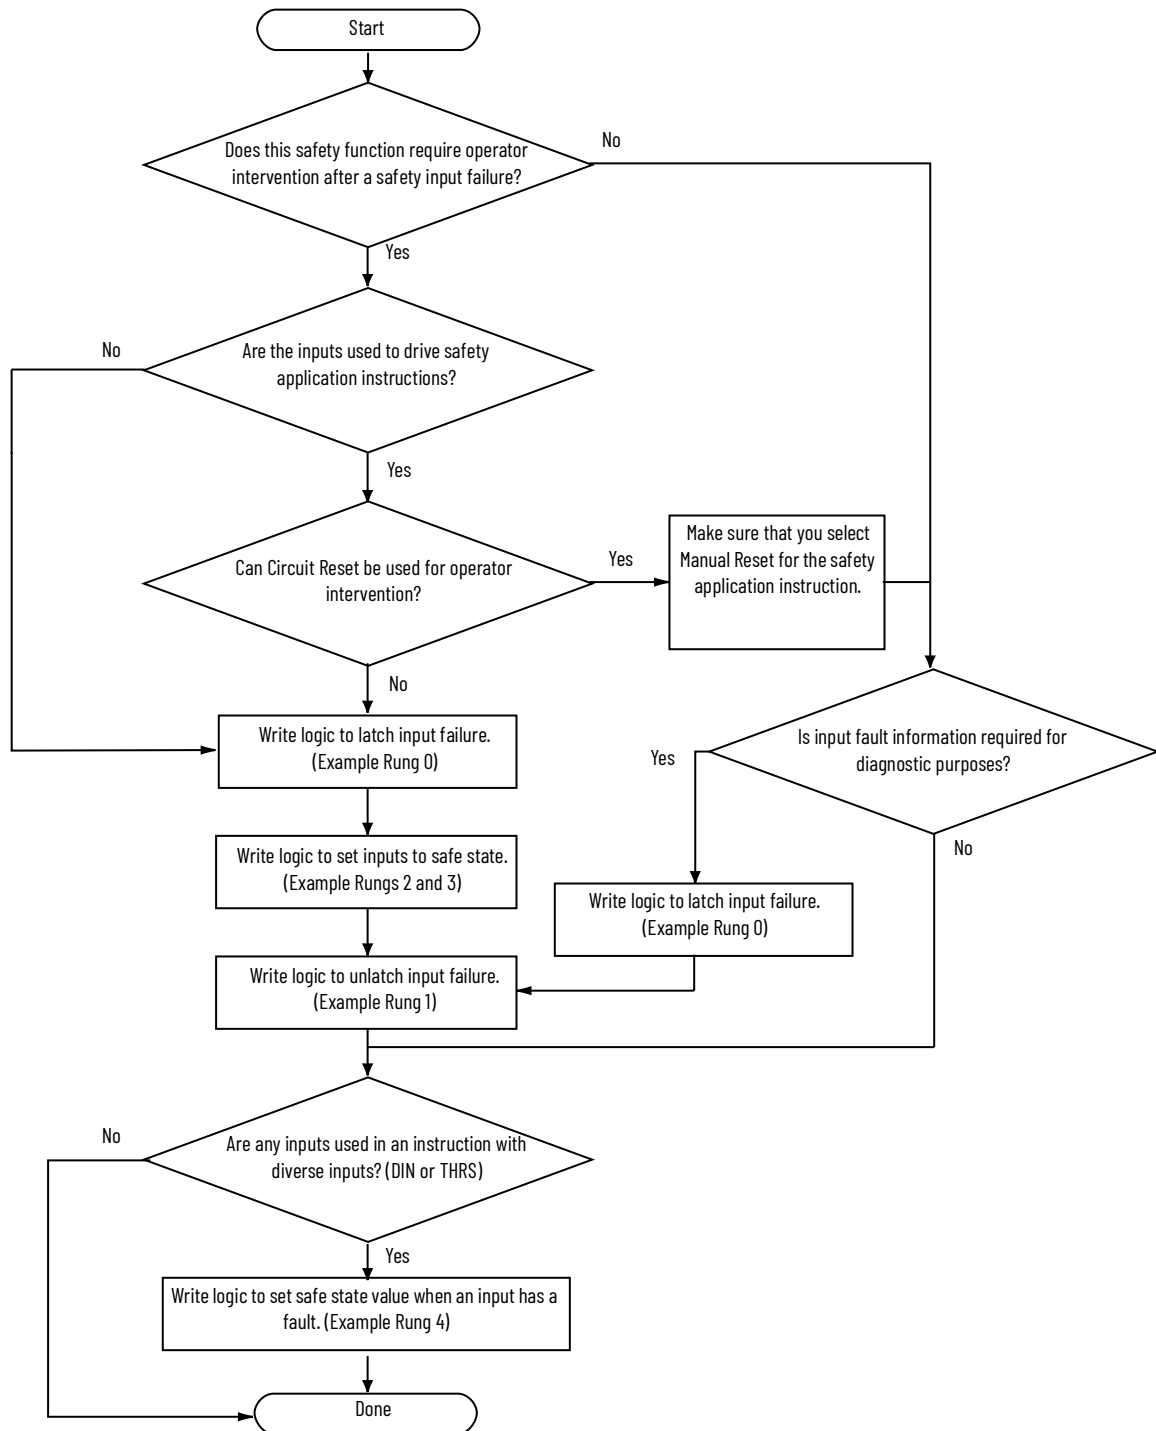 Start
No
Does this safety function require operator
intervention after a safety input failure?
Yes
No
Are the inputs used to drive safety
application instructions?
Yes
Make sure that you select
Manual Reset for the safety
application instruction.
Yes
Can Circuit Reset be used for operator
intervention?
No
Write logic to latch input failure.
(Example Rung 0)
Is input fault information required for
diagnostic purposes?
Yes
No
Write logic to set inputs to safe state.
(Example Rungs 2 and 3)
Write logic to latch input failure.
(Example Rung 0)
Write logic to unlatch input failure.
(Example Rung 1)
No
Are any inputs used in an instruction with
diverse inputs? (DIN or THRS)
Yes
Write logic to set safe state value when an input has a
fault. (Example Rung 4)
Done